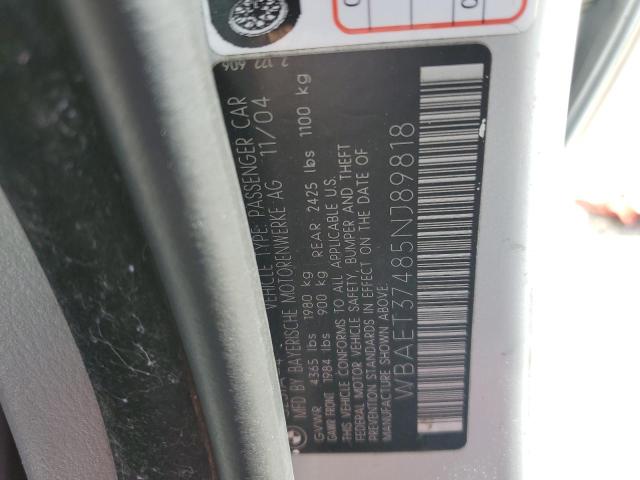 VEHICLE TYPE: PASSENGER CAR
MFD BY BAYERISCHE MOTORENWERKE AG 11/04
GVWR 4365 lbs 1980 kg
GAWR FRONT 1984 lbs 900 kg REAR 2425 lbs 1100 kg
THIS VEHICLE CONFORMS TO ALL APPLICABLE U.S.
FEDERAL MOTOR VEHICLE SAFETY, BUMPER AND THEFT
PREVENTION STANDARDS IN EFFECT ON THE DATE OF
MANUFACTURE SHOWN ABOVE.
WBAET37485NJ89818